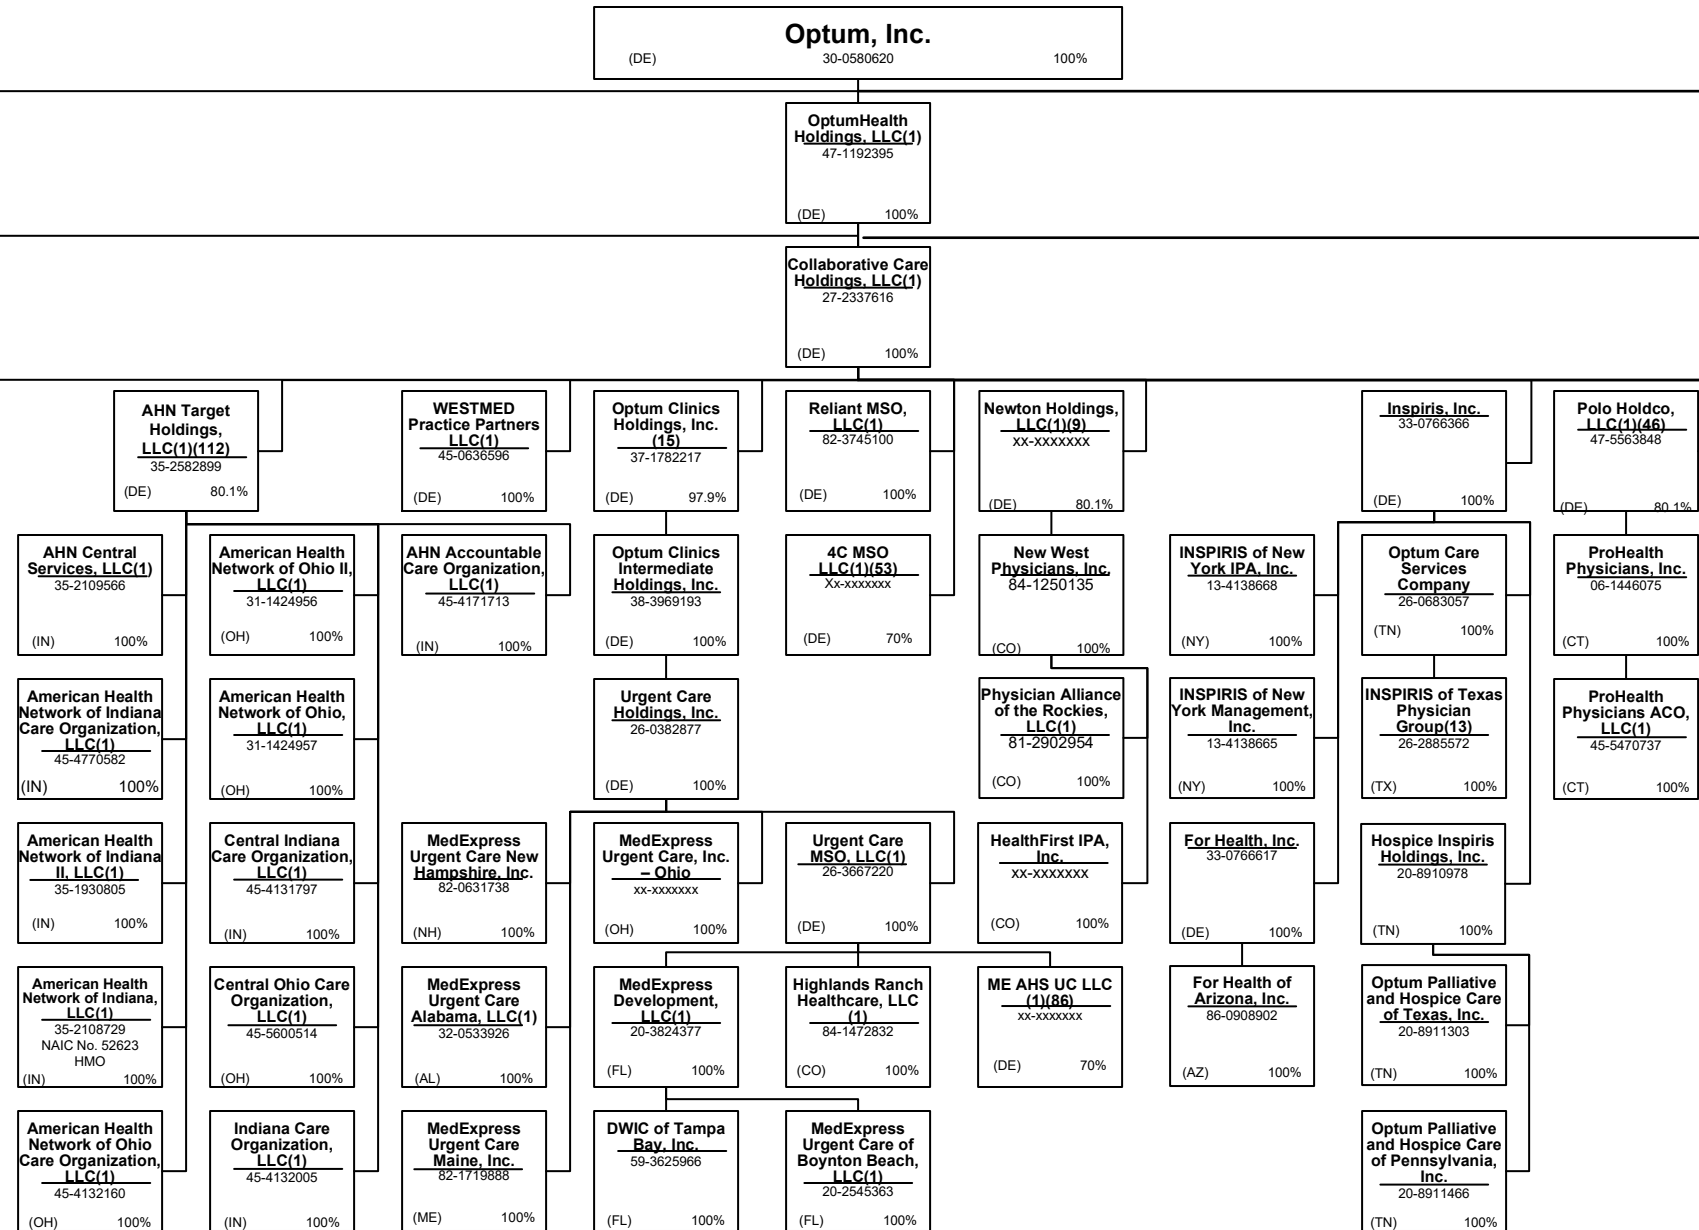 Optum, Inc.
(DE) 30-0580620 100%
OptumHealth
Holdings, LLC(1)
47-1192395
(DE) 100%
Collaborative Care
Holdings, LLC(1)
27-2337616
(DE) 100%
AHN Target
Holdings,
LLC(1)(112)
35-2582899
(DE) 80.1%
WESTMED
Practice Partners
LLC(1)
45-0636596
(DE) 100%
Optum Clinics
Holdings, Inc.
(15)
37-1782217
(DE) 97.9%
Reliant MSO,
LLC(1)
82-3745100
(DE) 100%
Newton Holdings,
LLC(1)(9)
xx-xxxxxxx
(DE) 80.1%
Inspiris, Inc.
33-0766366
(DE) 100%
Polo Holdco,
LLC(1)(46)
47-5563848
(DE) 80.1%
AHN Central
Services, LLC(1)
35-2109566
(IN) 100%
American Health
Network of Ohio II,
LLC(1)
31-1424956
(OH) 100%
AHN Accountable
Care Organization,
LLC(1)
45-4171713
(IN) 100%
Optum Clinics
Intermediate
Holdings, Inc.
38-3969193
(DE) 100%
4C MSO
LLC(1)(53)
Xx-xxxxxxx
(DE) 70%
New West
Physicians, Inc.
84-1250135
(CO) 100%
INSPIRIS of New
York IPA, Inc.
13-4138668
(NY) 100%
Optum Care
Services
Company
26-0683057
(TN) 100%
ProHealth
Physicians, Inc.
06-1446075
(CT) 100%
American Health
Network of Indiana
Care Organization,
LLC(1)
45-4770582
(IN) 100%
American Health
Network of Ohio,
LLC(1)
31-1424957
(OH) 100%
Urgent Care
Holdings, Inc.
26-0382877
(DE) 100%
Physician Alliance
of the Rockies,
LLC(1)
81-2902954
(CO) 100%
INSPIRIS of New
York Management,
Inc.
13-4138665
(NY) 100%
INSPIRIS of Texas
Physician
Group(13)
26-2885572
(TX) 100%
ProHealth
Physicians ACO,
LLC(1)
45-5470737
(CT) 100%
American Health
Network of Indiana
II, LLC(1)
35-1930805
(IN) 100%
Central Indiana
Care Organization,
LLC(1)
45-4131797
(IN) 100%
MedExpress
Urgent Care New
Hampshire, Inc.
82-0631738
(NH) 100%
MedExpress
Urgent Care, Inc.
– Ohio
xx-xxxxxxx
(OH) 100%
Urgent Care
MSO, LLC(1)
26-3667220
(DE) 100%
HealthFirst IPA,
Inc.
xx-xxxxxxx
(CO) 100%
For Health, Inc.
33-0766617
(DE) 100%
Hospice Inspiris
Holdings, Inc.
20-8910978
(TN) 100%
American Health
Network of Indiana,
LLC(1)
35-2108729
NAIC No. 52623
HMO
(IN) 100%
Central Ohio Care
Organization,
LLC(1)
45-5600514
(OH) 100%
MedExpress
Urgent Care
Alabama, LLC(1)
32-0533926
(AL) 100%
MedExpress
Development,
LLC(1)
20-3824377
(FL) 100%
Highlands Ranch
Healthcare, LLC
(1)
84-1472832
(CO) 100%
ME AHS UC LLC
(1)(86)
xx-xxxxxxx
(DE) 70%
For Health of
Arizona, Inc.
86-0908902
(AZ) 100%
Optum Palliative
and Hospice Care
of Texas, Inc.
20-8911303
(TN) 100%
American Health
Network of Ohio
Care Organization,
LLC(1)
45-4132160
(OH) 100%
Indiana Care
Organization,
LLC(1)
45-4132005
(IN) 100%
MedExpress
Urgent Care
Maine, Inc.
82-1719888
(ME) 100%
DWIC of Tampa
Bay, Inc.
59-3625966
(FL) 100%
MedExpress
Urgent Care of
Boynton Beach,
LLC(1)
20-2545363
(FL) 100%
Optum Palliative
and Hospice Care
of Pennsylvania,
Inc.
20-8911466
(TN) 100%